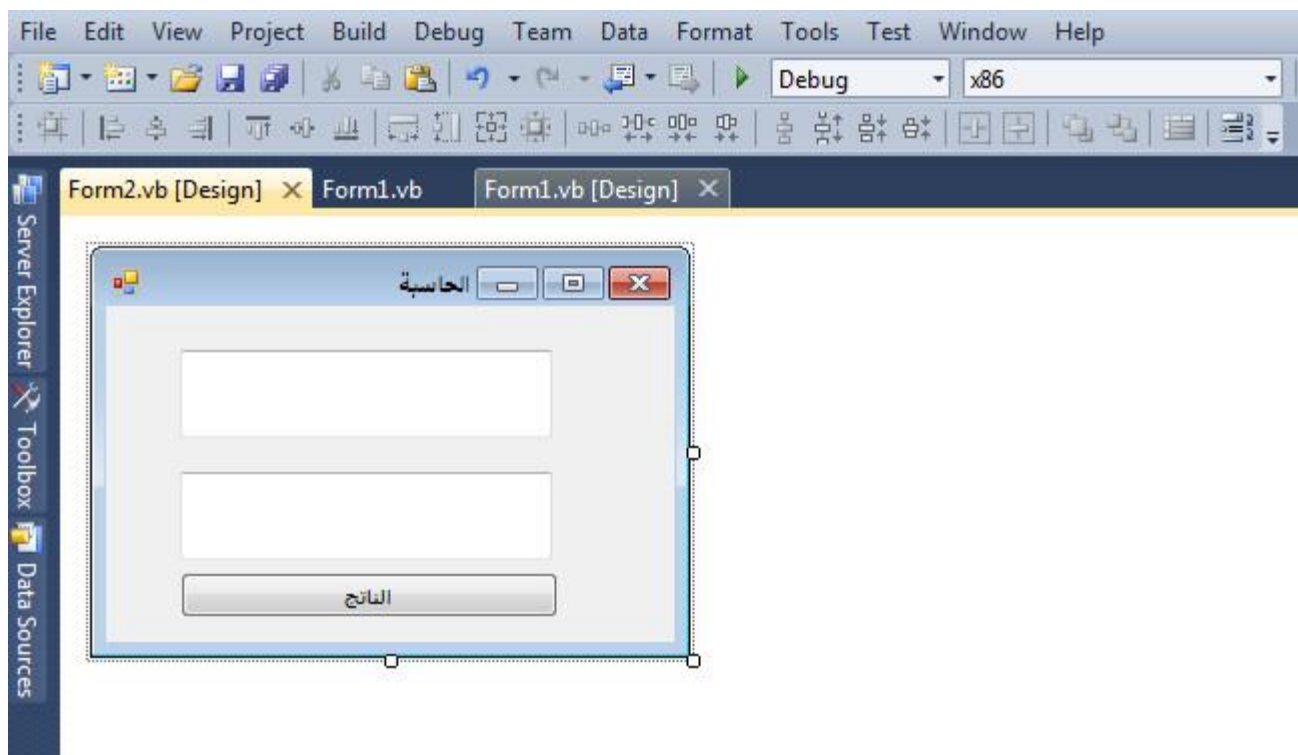 File Edit View Project Build Debug Team Data Format Tools Test Window Help
Debug x86
Form2.vb [Design] Form1.vb Form1.vb [Design]
Server Explorer
Toolbox
Data Sources
الحاسبة
الناتج